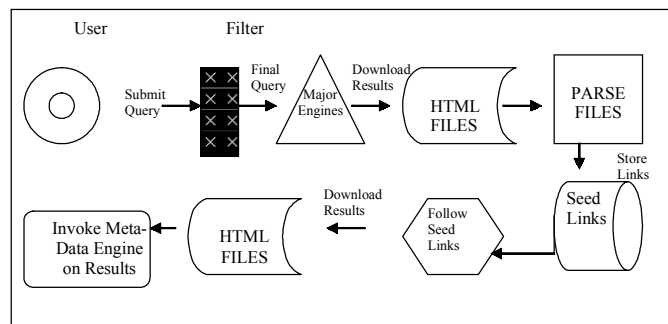 User
Filter
Submit
Query
Final
Query
Major
Engines
Download
Results
HTML
FILES
PARSE
FILES
Store
Links
Seed
Links
Follow
Seed
Links
Download
Results
HTML
FILES
Invoke Meta-
Data Engine
on Results